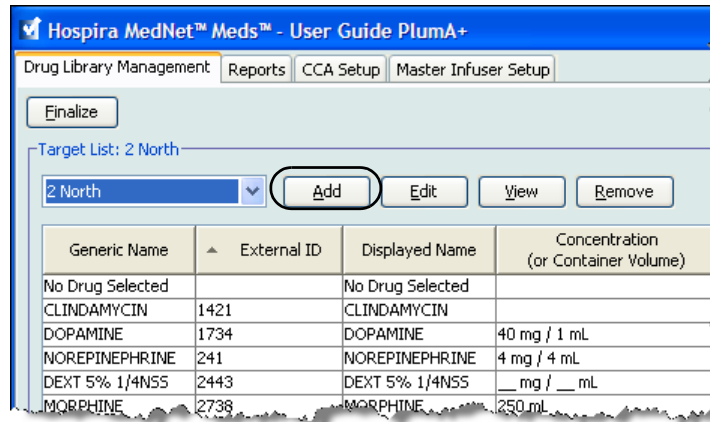 Hospira MedNet™ Meds™ - User Guide PlumA+
Drug Library Management Reports CCA Setup Master Infuser Setup
Finalize
Target List: 2 North
2 North Add Edit View Remove
Generic Name External ID Displayed Name Concentration (or Container Volume)
No Drug Selected No Drug Selected
CLINDAMYCIN 1421 CLINDAMYCIN
DOPAMINE 1734 DOPAMINE 40 mg / 1 mL
NOREPINEPHRINE 241 NOREPINEPHRINE 4 mg / 4 mL
DEXT 5% 1/4NSS 2443 DEXT 5% 1/4NSS __ mg / __ mL
MORPHINE 2738 MORPHINE 250 mL